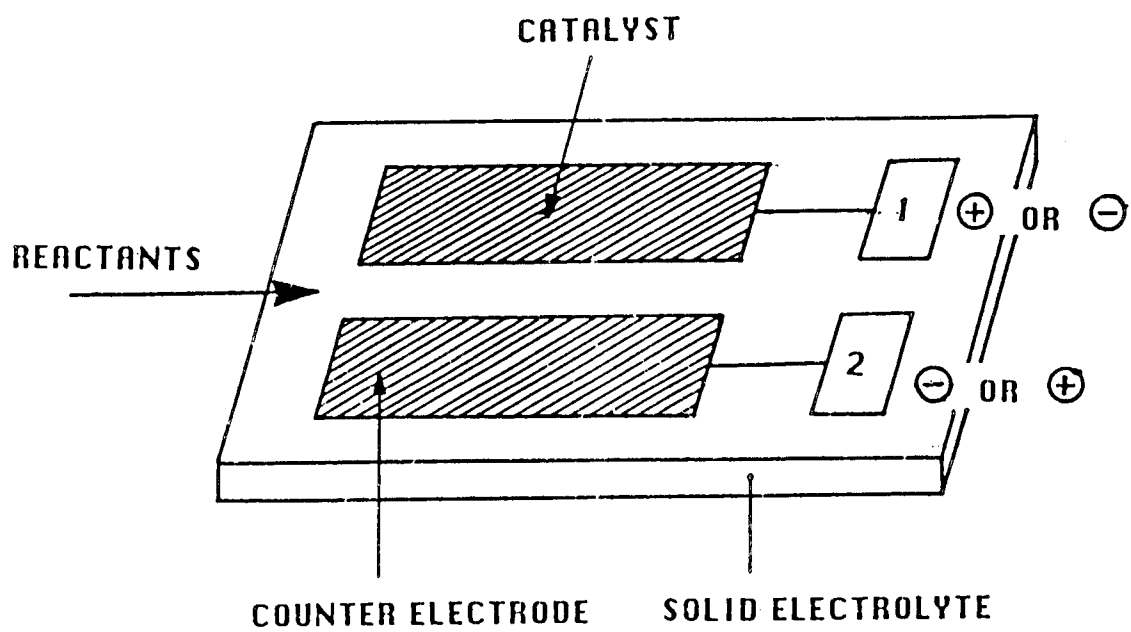 CATALYST
1 + OR −
REACTANTS
2 − OR +
COUNTER ELECTRODE
SOLID ELECTROLYTE